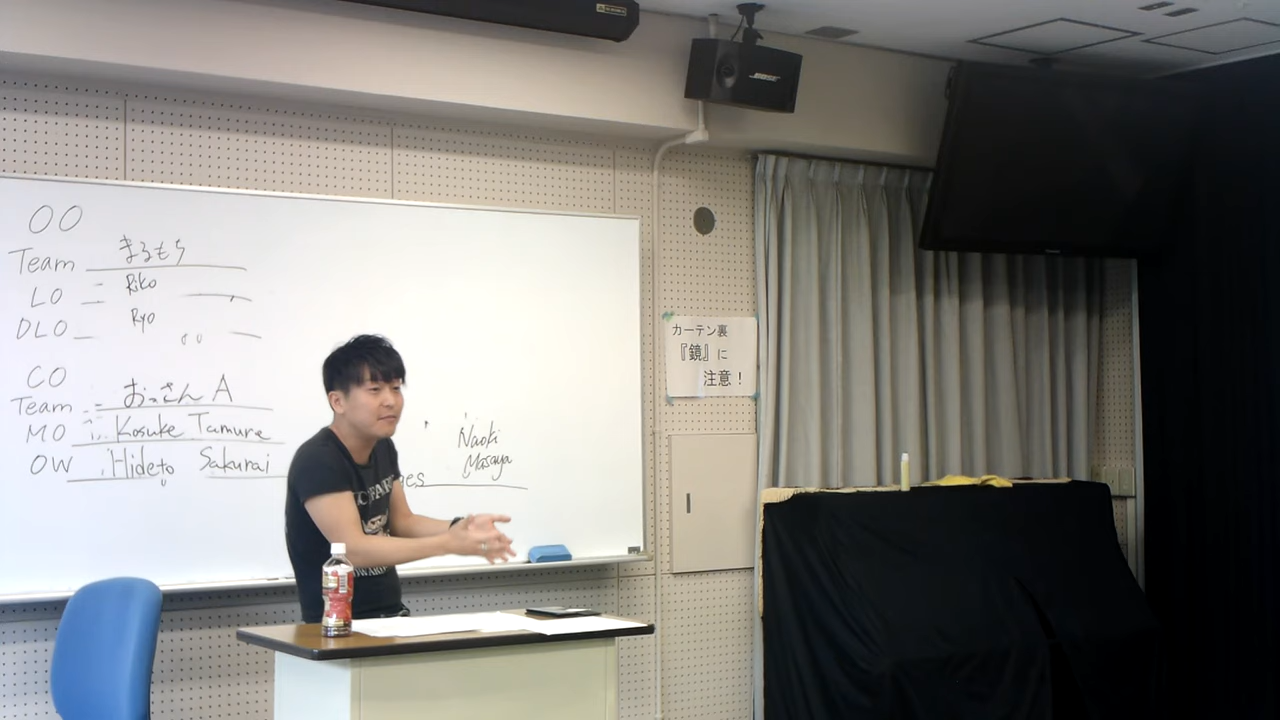 OO
Team まるもち
LO Riko
DLO Ryo
CO
Team おっさん A
MO Kosuke Tamura
OW Hideto Sakurai
Naoki
Masaya
ges
BOSE
カーテン裏
『鏡』に
注意！